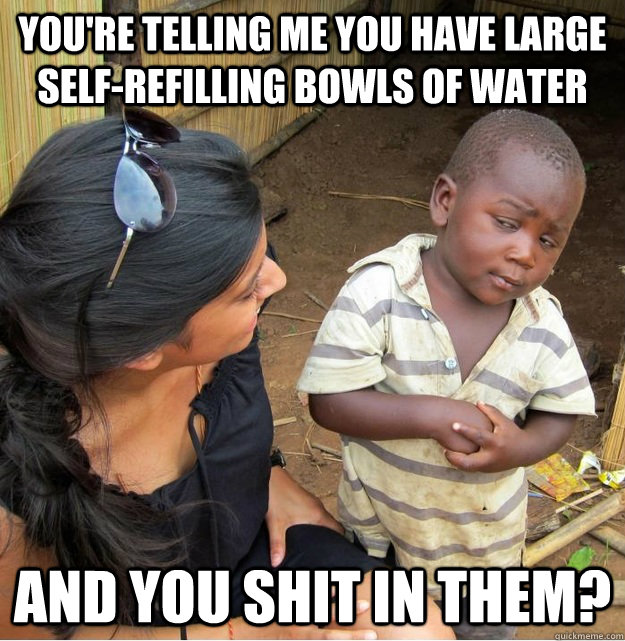 YOU'RE TELLING ME YOU HAVE LARGE
SELF-REFILLING BOWLS OF WATER
AND YOU SHIT IN THEM?
quickmeme.com